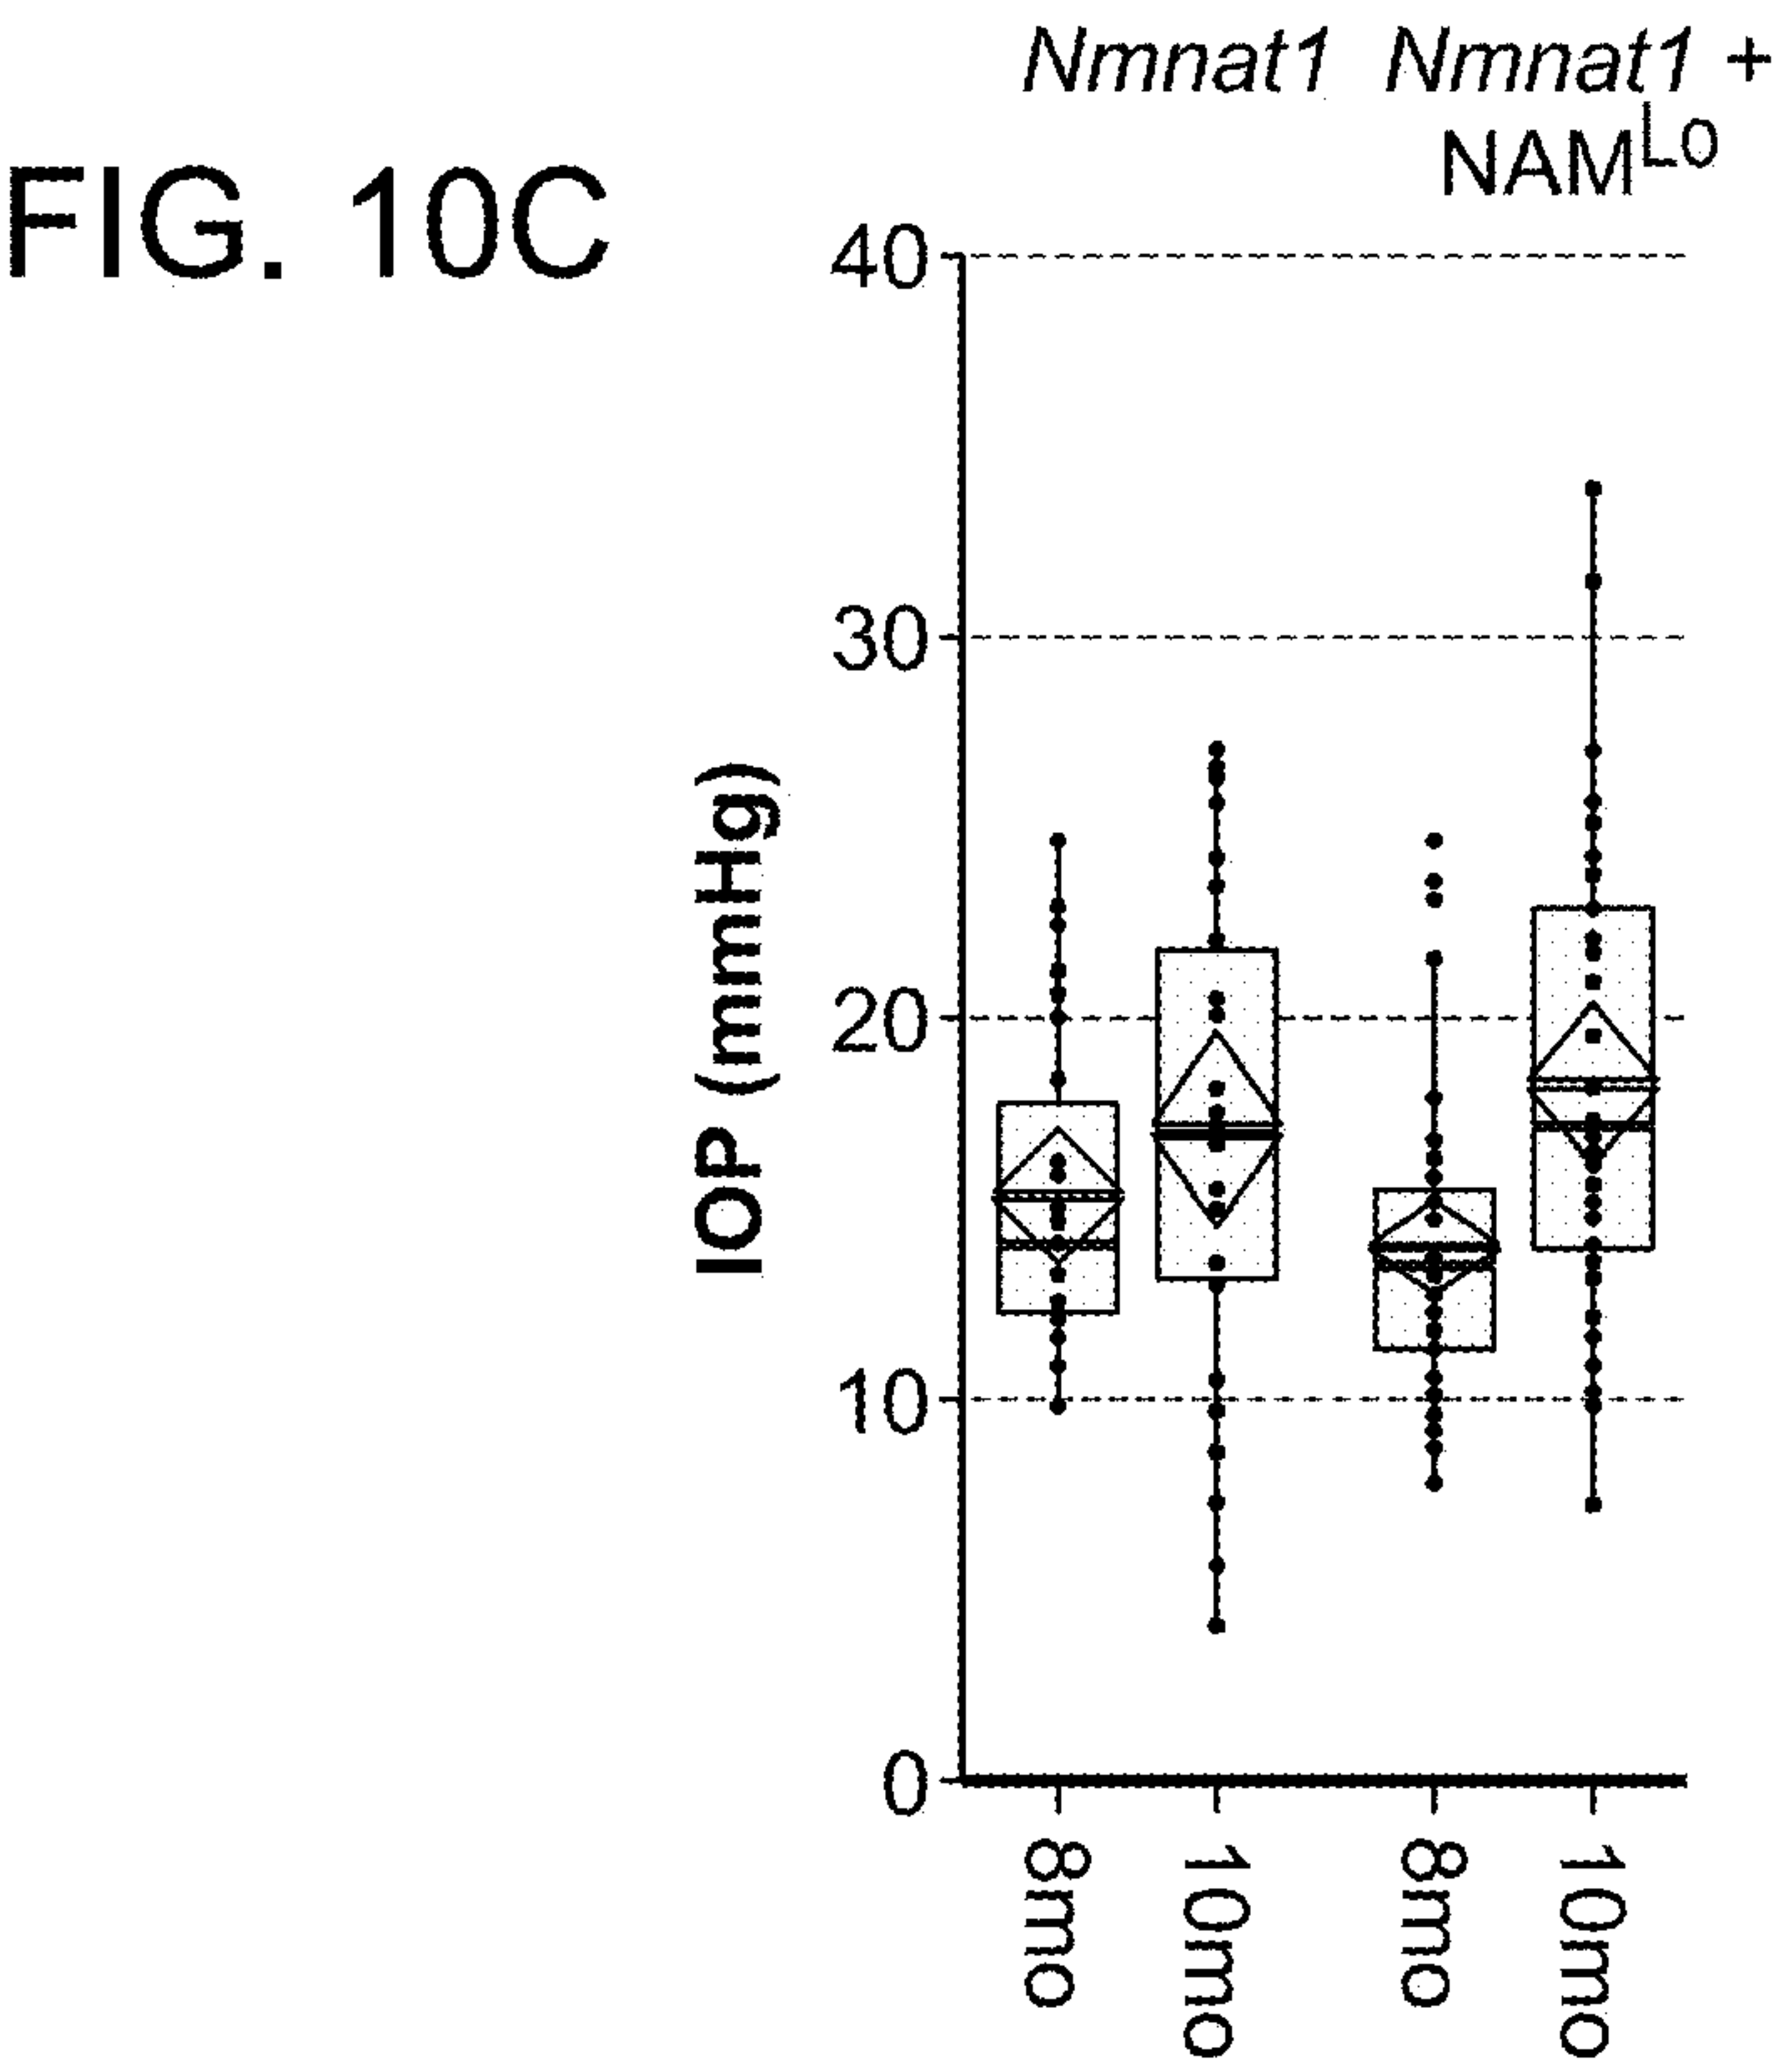 FIG. 10C
Nmnat1 Nmnat1 +
NAMLo
40
30
20
10
0
IOP (mmHg)
8mo 10mo 8mo 10mo